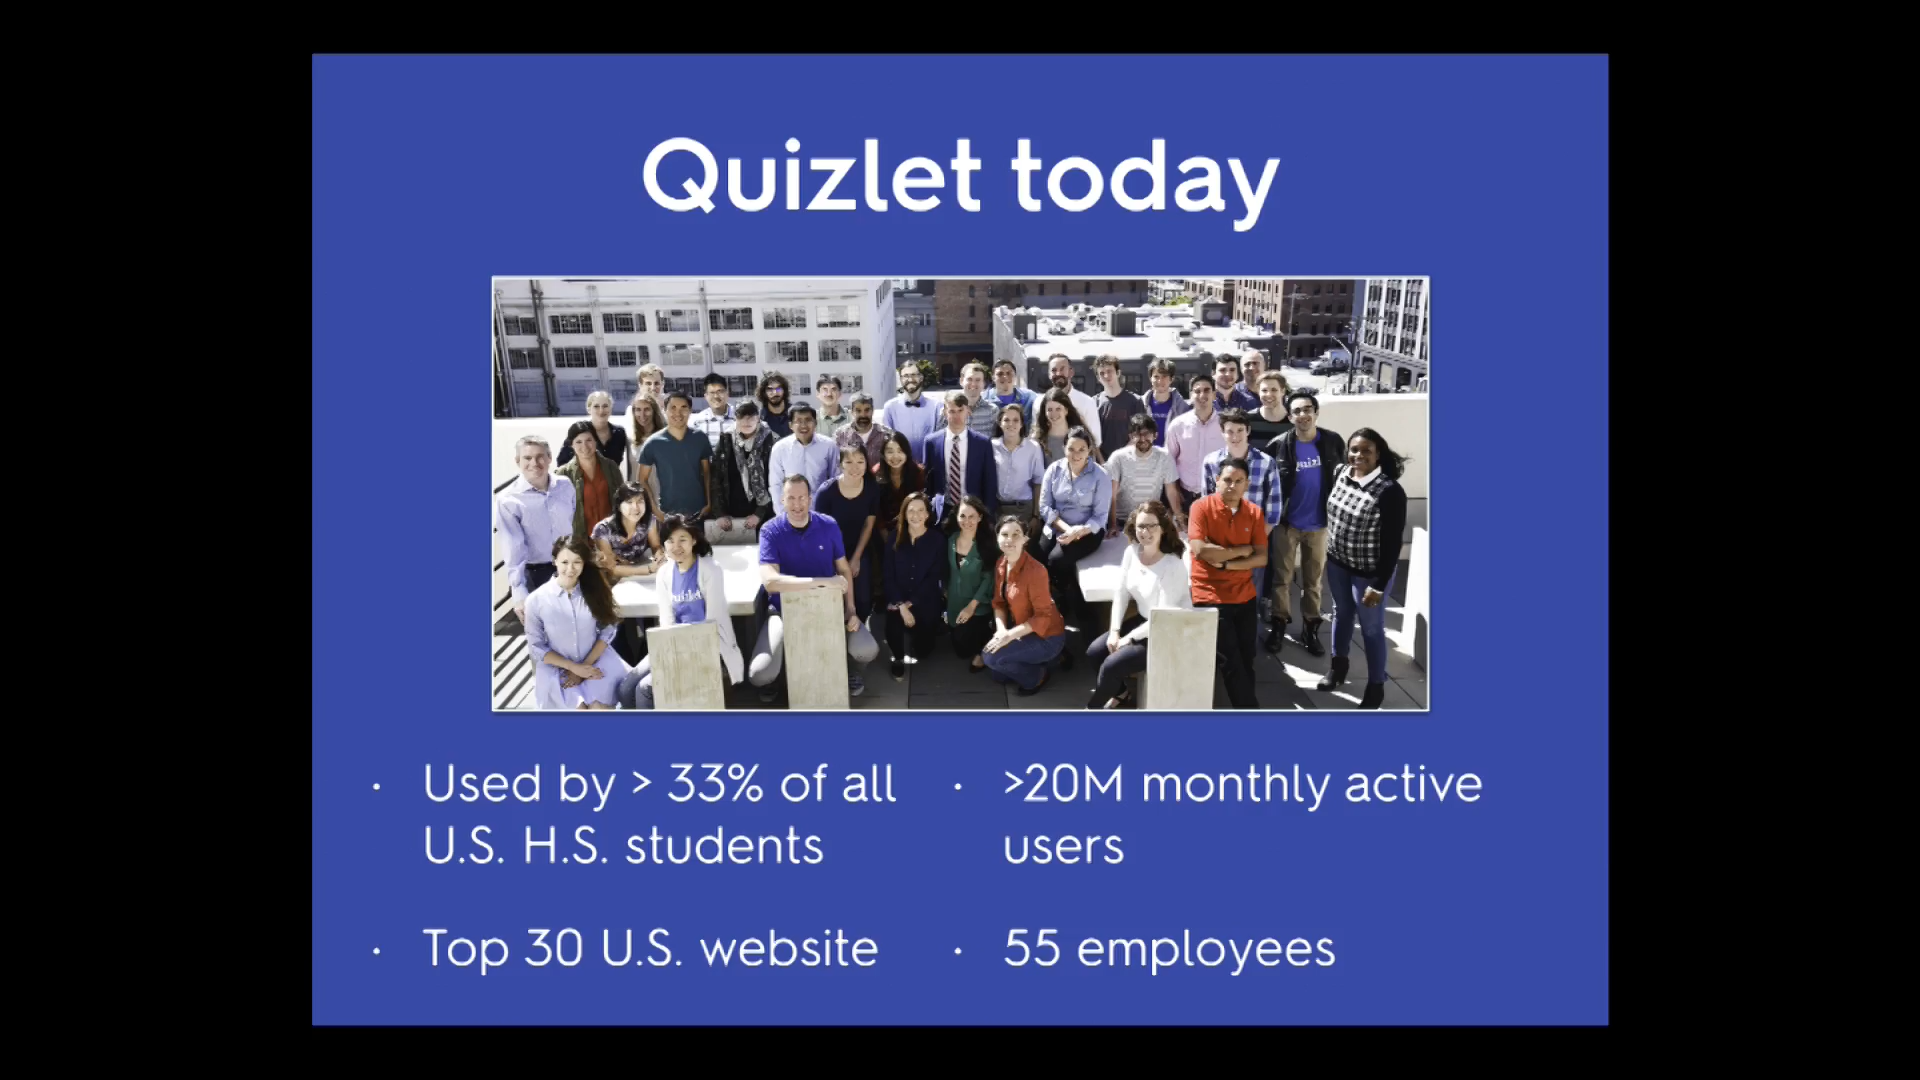 Quizlet today
• Used by > 33% of all
U.S. H.S. students
• Top 30 U.S. website
• >20M monthly active
users
• 55 employees